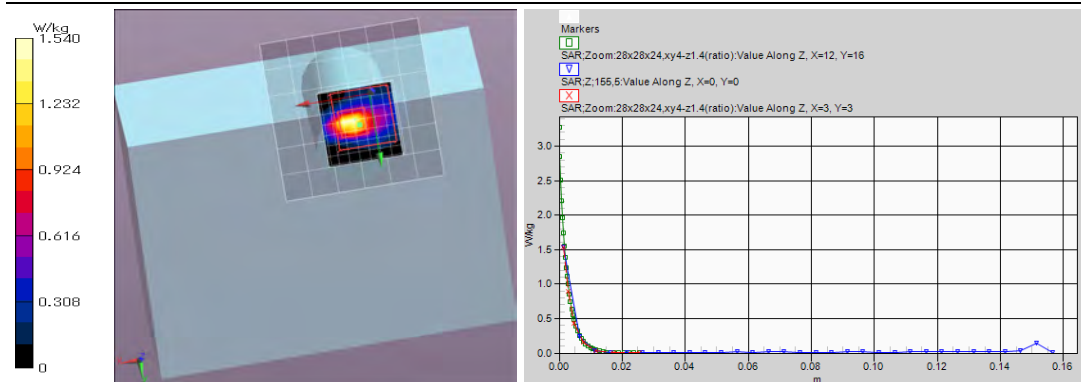 W/kg
1.540
1.232
0.924
0.616
0.308
0
Markers
SAR;Zoom:28x28x24,xy4-z1.4(ratio):Value Along Z, X=12, Y=16
SAR;Z;155,5:Value Along Z, X=0, Y=0
SAR;Zoom:28x28x24,xy4-z1.4(ratio):Value Along Z, X=3, Y=3
W/kg
3.0
2.5
2.0
1.5
1.0
0.5
0.0
0.00 0.02 0.04 0.06 0.08 0.10 0.12 0.14 0.16
m